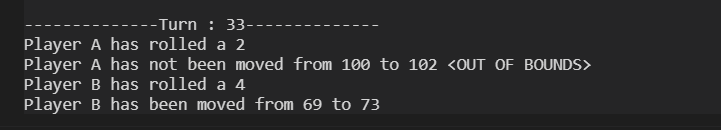 --------------Turn : 33--------------
Player A has rolled a 2
Player A has not been moved from 100 to 102 <OUT OF BOUNDS>
Player B has rolled a 4
Player B has been moved from 69 to 73